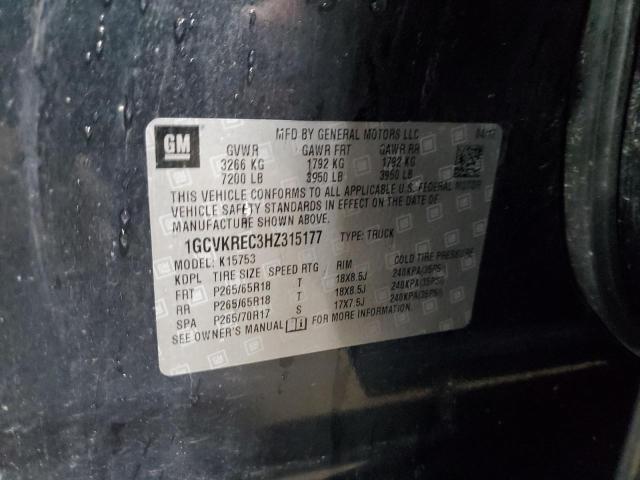 GM
MFD BY GENERAL MOTORS LLC 04/17
GVWR GAWR FRT GAWR RR
3266 KG 1792 KG 1792 KG
7200 LB 3950 LB 3950 LB
THIS VEHICLE CONFORMS TO ALL APPLICABLE U.S. FEDERAL MOTOR
VEHICLE SAFETY STANDARDS IN EFFECT ON THE DATE OF
MANUFACTURE SHOWN ABOVE.
1GCVKREC3HZ315177 TYPE: TRUCK
MODEL: K15753
KDPL TIRE SIZE SPEED RTG RIM COLD TIRE PRESSURE
FRT P265/65R18 T 18X8.5J 240KPA(35PSI)
RR P265/65R18 T 18X8.5J 240KPA(35PSI)
SPA P265/70R17 S 17X7.5J 240KPA(35PSI)
SEE OWNER'S MANUAL FOR MORE INFORMATION.